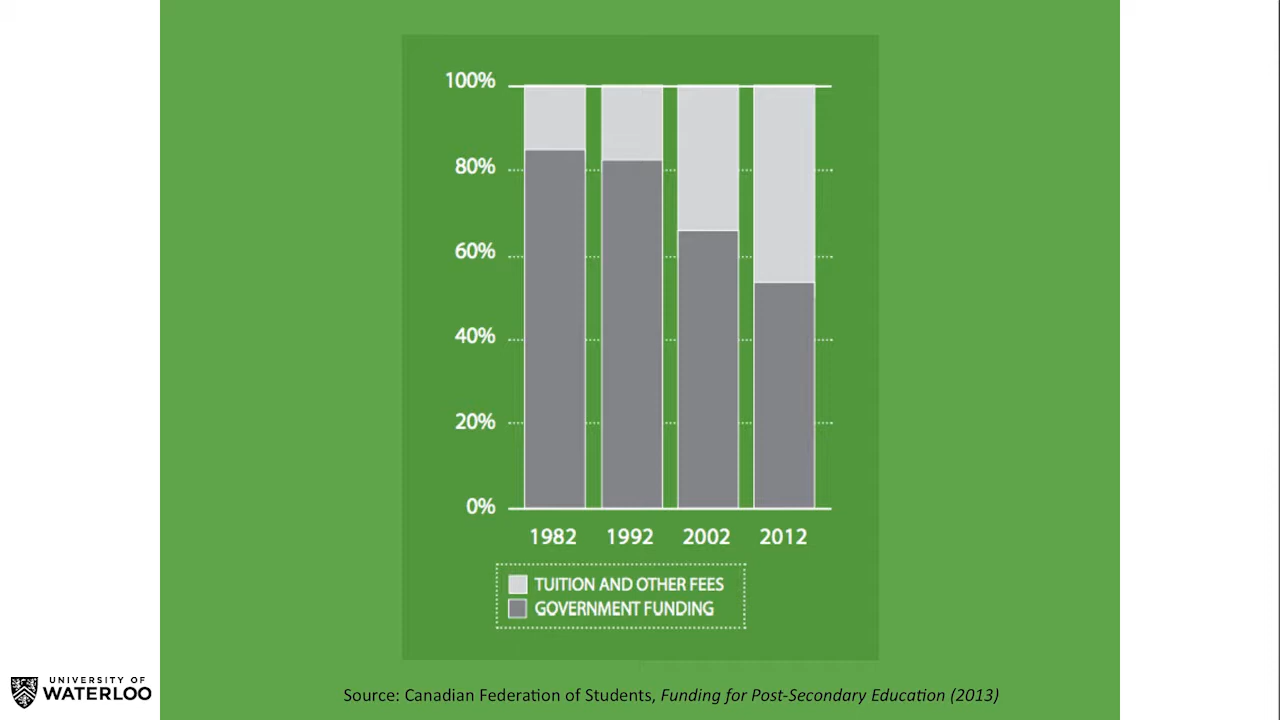 100%
80%
60%
40%
20%
0%
1982 1992 2002 2012
TUITION AND OTHER FEES
GOVERNMENT FUNDING
UNIVERSITY OF
WATERLOO
Source: Canadian Federation of Students, Funding for Post-Secondary Education (2013)